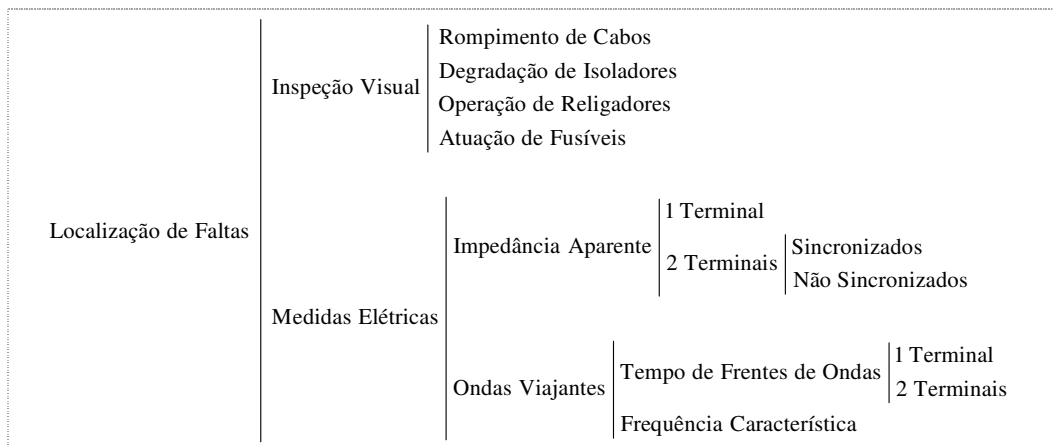 Localização de Faltas
Inspeção Visual
Rompimento de Cabos
Degradação de Isoladores
Operação de Religadores
Atuação de Fusíveis
Medidas Elétricas
Impedância Aparente
1 Terminal
2 Terminais
Sincronizados
Não Sincronizados
Ondas Viajantes
Tempo de Frentes de Ondas
1 Terminal
2 Terminais
Frequência Característica